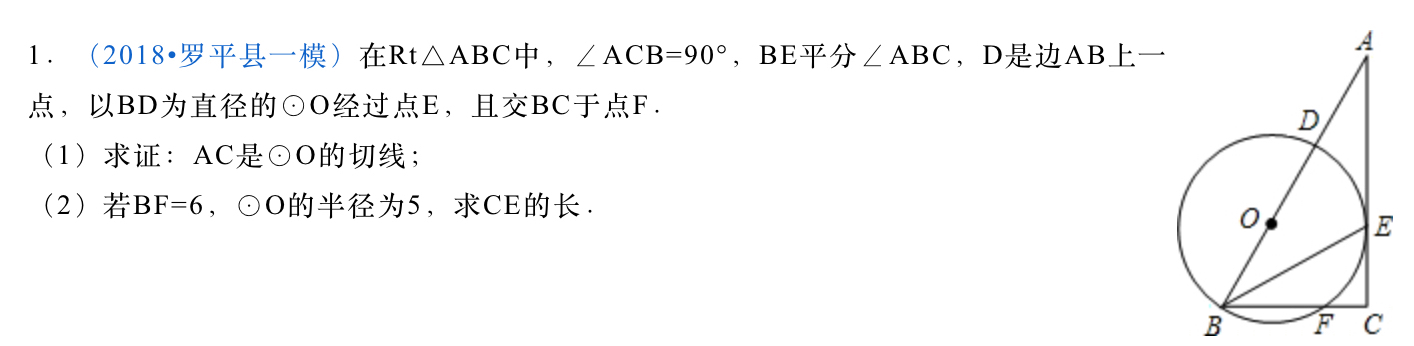 1．（2018•罗平县一模）在Rt△ABC中，∠ACB=90°，BE平分∠ABC，D是边AB上一
点，以BD为直径的⊙O经过点E，且交BC于点F．
（1）求证：AC是⊙O的切线；
（2）若BF=6，⊙O的半径为5，求CE的长．
A
D
O
E
B
F
C